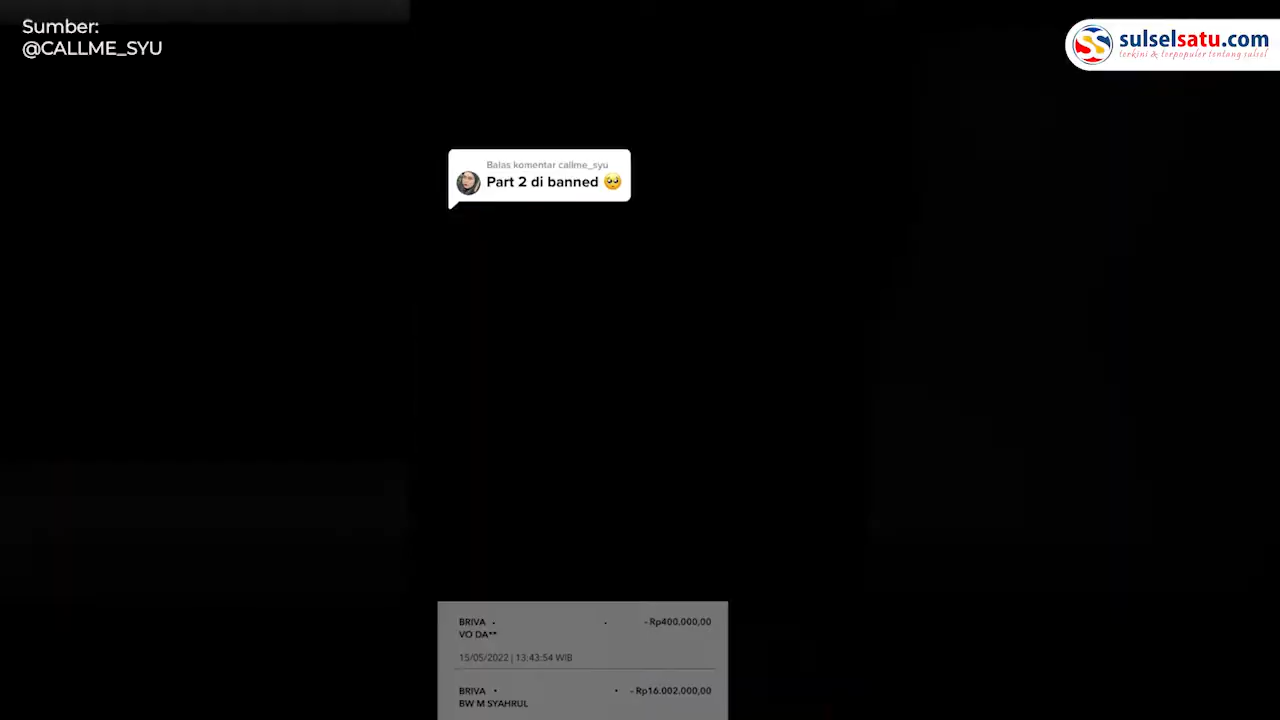 Sumber:
@CALLME_SYU
sulselsatu.com
terkini & terpopuler tentang sulsel
Balas komentar callme_syu
Part 2 di banned 🥺
BRIVA
-Rp400.000,00
VO DA**
15/05/2022 | 13:43:54 WIB
BRIVA
-Rp16.002.000,00
BW M SYAHRUL